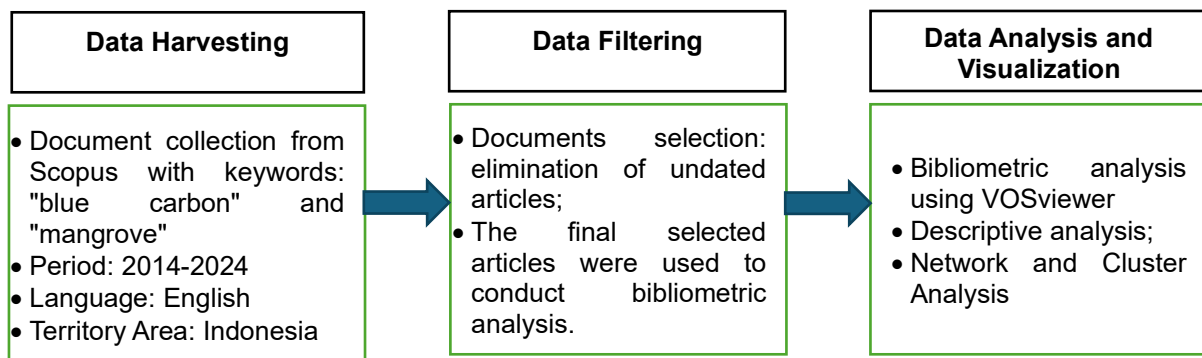 Data Harvesting
• Document collection from
Scopus with keywords:
"blue carbon" and
"mangrove"
• Period: 2014-2024
• Language: English
• Territory Area: Indonesia
Data Filtering
• Documents selection:
elimination of undated
articles;
• The final selected
articles were used to
conduct bibliometric
analysis.
Data Analysis and
Visualization
• Bibliometric analysis
using VOSviewer
• Descriptive analysis;
• Network and Cluster
Analysis